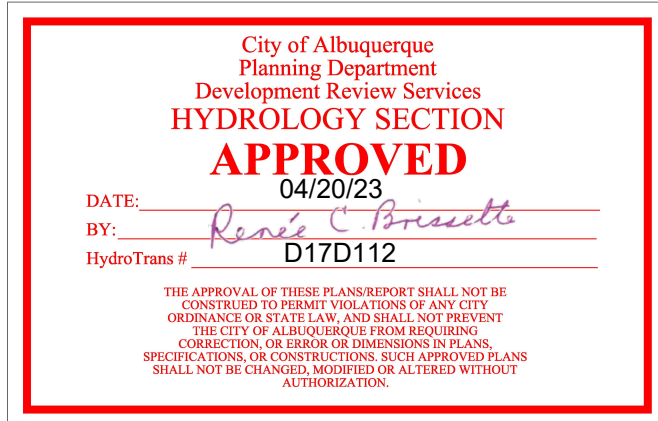 City of Albuquerque
Planning Department
Development Review Services
HYDROLOGY SECTION
APPROVED
DATE: 04/20/23
BY: Renée C. Brissette
HydroTrans # D17D112
THE APPROVAL OF THESE PLANS/REPORT SHALL NOT BE
CONSTRUED TO PERMIT VIOLATIONS OF ANY CITY
ORDINANCE OR STATE LAW, AND SHALL NOT PREVENT
THE CITY OF ALBUQUERQUE FROM REQUIRING
CORRECTION, OR ERROR OR DIMENSIONS IN PLANS,
SPECIFICATIONS, OR CONSTRUCTIONS. SUCH APPROVED PLANS
SHALL NOT BE CHANGED, MODIFIED OR ALTERED WITHOUT
AUTHORIZATION.